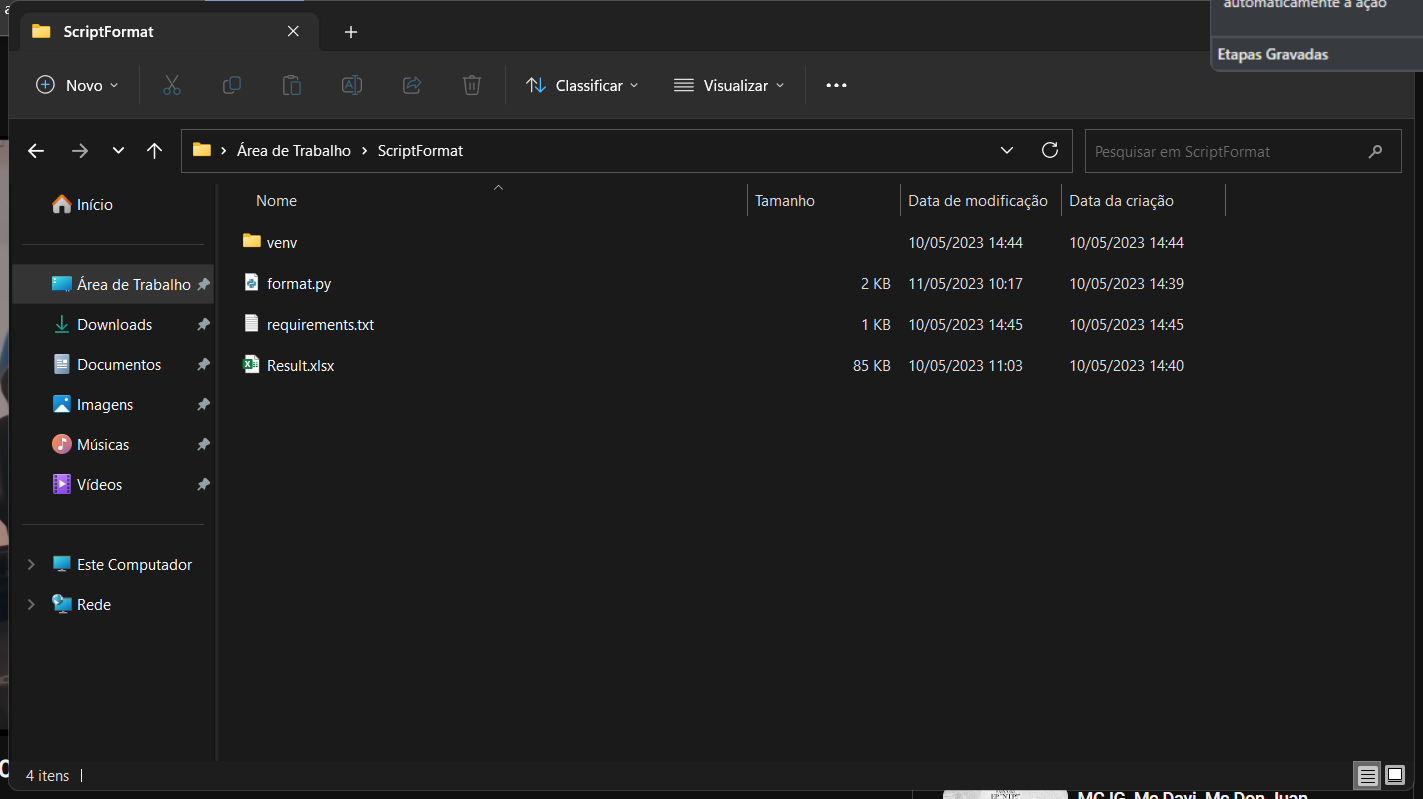 automaticamente a ação
ScriptFormat
Etapas Gravadas
Novo
Classificar
Visualizar
Área de Trabalho
ScriptFormat
Pesquisar em ScriptFormat
Início
Nome
Tamanho
Data de modificação
Data da criação
venv
10/05/2023 14:44
10/05/2023 14:44
Área de Trabalho
format.py
2 KB
11/05/2023 10:17
10/05/2023 14:39
Downloads
requirements.txt
1 KB
10/05/2023 14:45
10/05/2023 14:45
Documentos
Result.xlsx
85 KB
10/05/2023 11:03
10/05/2023 14:40
Imagens
Músicas
Vídeos
Este Computador
Rede
4 itens
MC IG, Mc Davi, Mc Don Juan